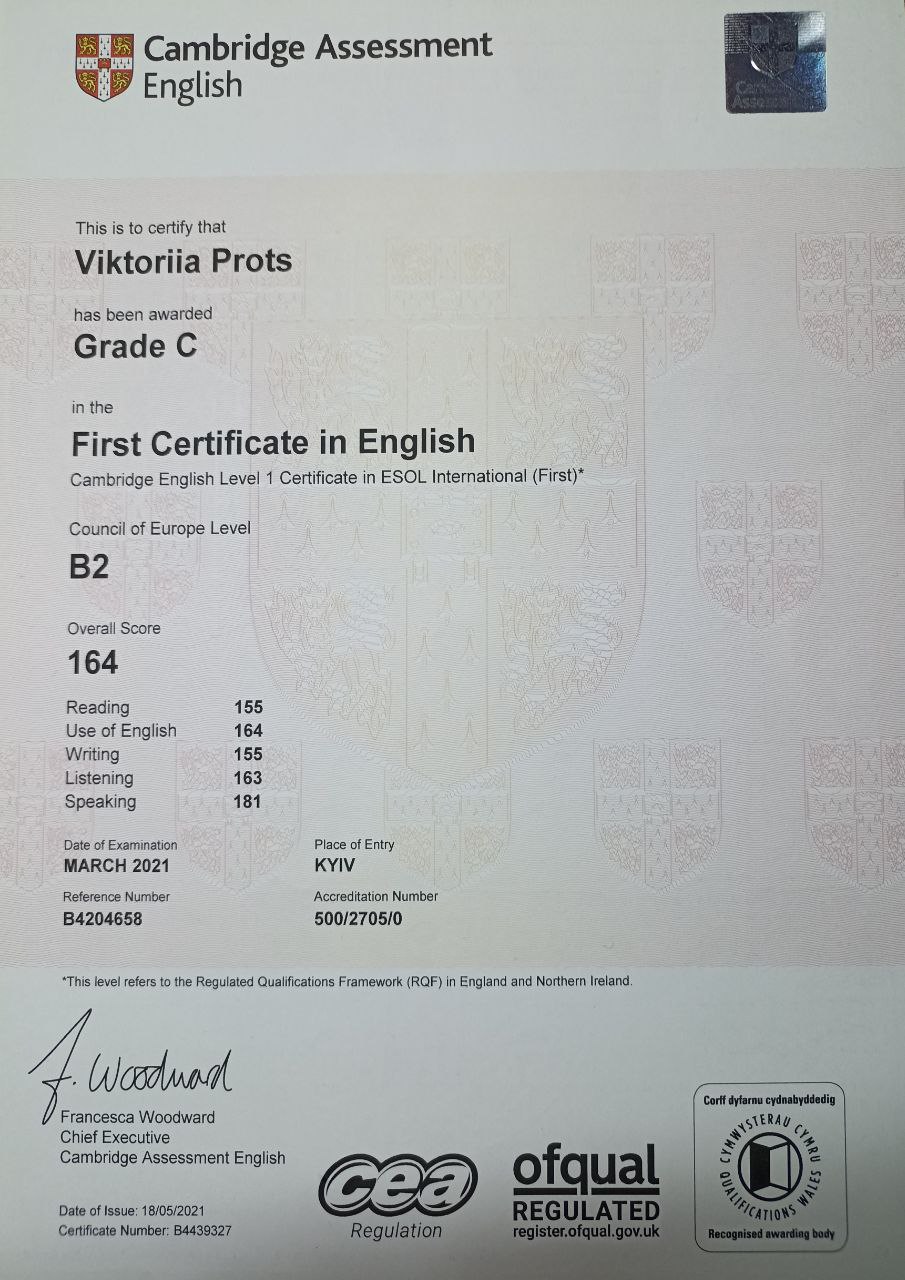 Cambridge Assessment
English
This is to certify that
Viktoriia Prots
has been awarded
Grade C
in the
First Certificate in English
Cambridge English Level 1 Certificate in ESOL International (First)*
Council of Europe Level
B2
Overall Score
164
Reading 155
Use of English 164
Writing 155
Listening 163
Speaking 181
Date of Examination Place of Entry
MARCH 2021 KYIV
Reference Number Accreditation Number
B4204658 500/2705/0
*This level refers to the Regulated Qualifications Framework (RQF) in England and Northern Ireland.
F. Woodward
Francesca Woodward
Chief Executive
Cambridge Assessment English
Date of Issue: 18/05/2021
Certificate Number: B4439327
cea
Regulation
ofqual
REGULATED
register.ofqual.gov.uk
Corff dyfarnu cydnabyddedig
CYMWYSTERAU CYMRU
QUALIFICATIONS WALES
Recognised awarding body